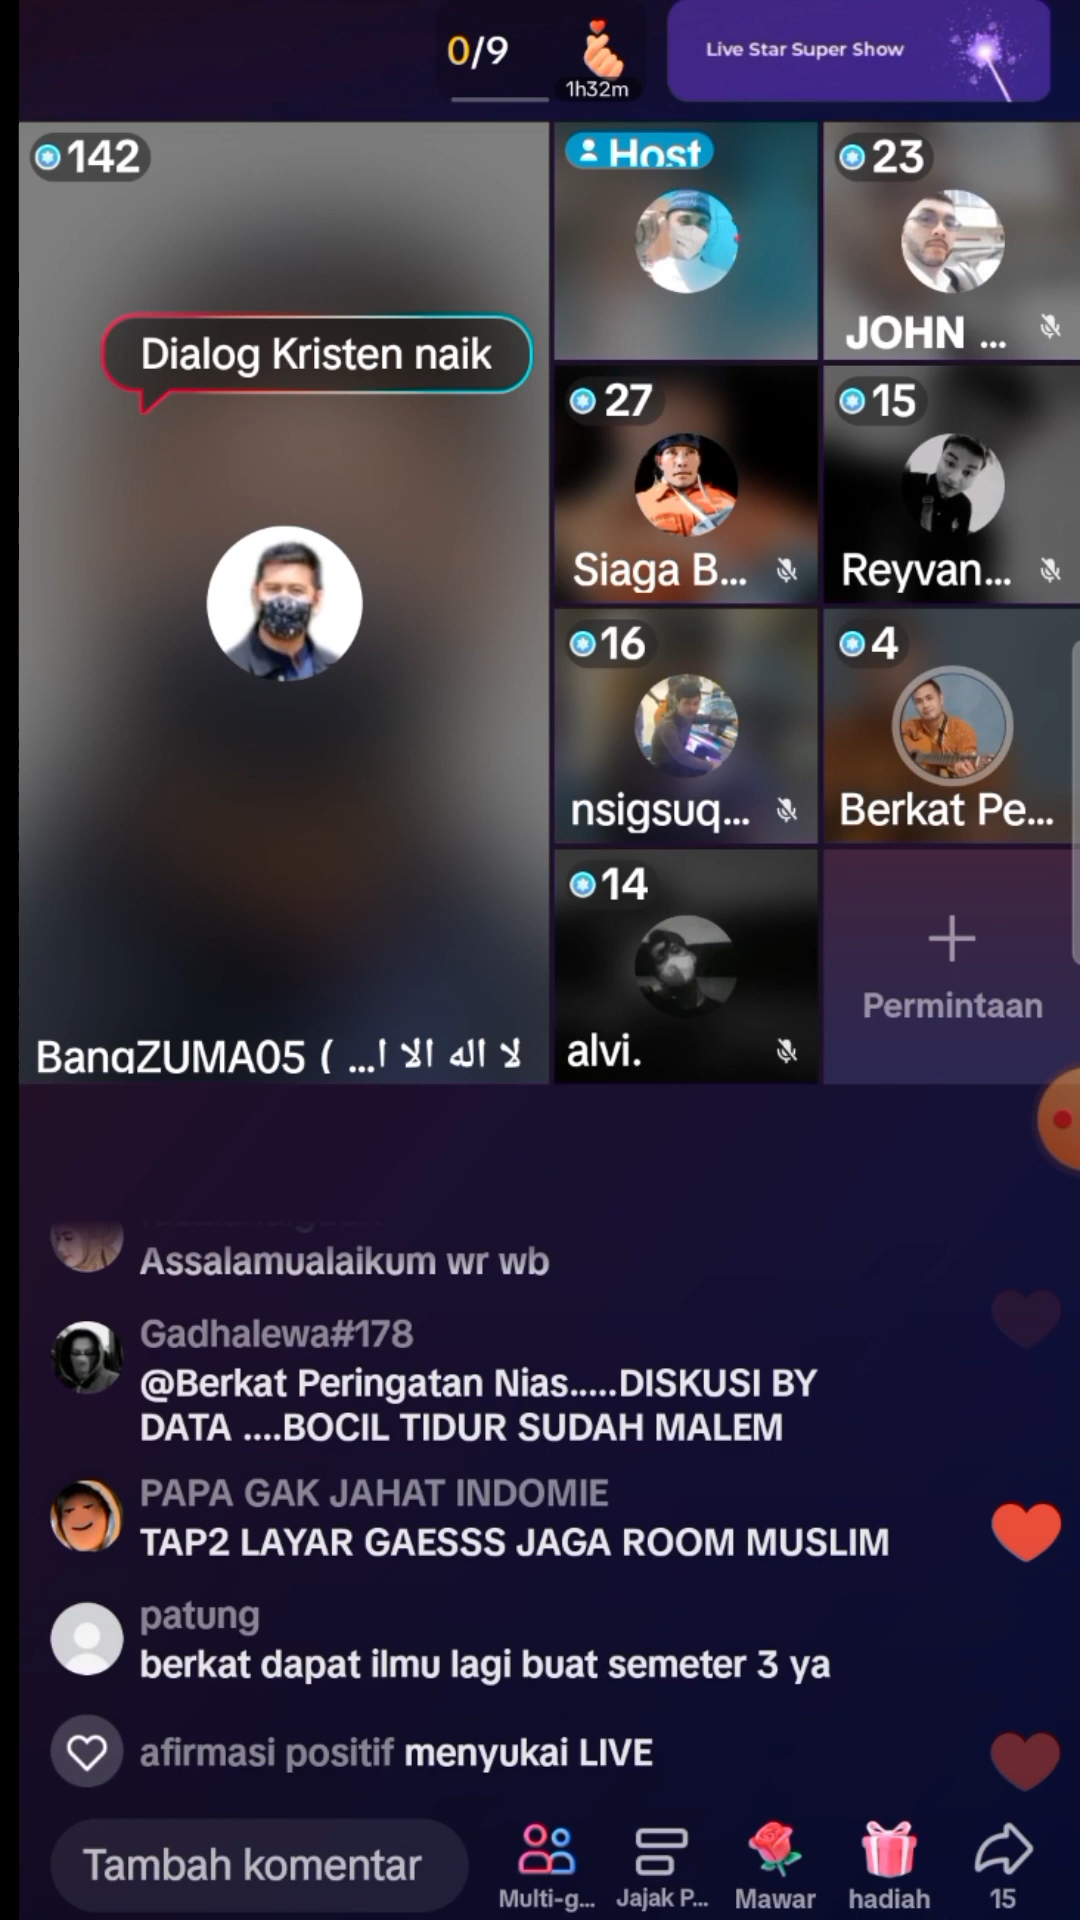 0/9
1h32m
Live Star Super Show
142
Host
23
Dialog Kristen naik
JOHN ...
27
15
Siaga B...
Reyvan...
16
4
nsigsuq...
Berkat Pe...
14
Permintaan
BangZUMA05 ( ...لا اله الا ا
alvi.
Assalamualaikum wr wb
Gadhalewa#178
@Berkat Peringatan Nias.....DISKUSI BY
DATA ....BOCIL TIDUR SUDAH MALEM
PAPA GAK JAHAT INDOMIE
TAP2 LAYAR GAESSS JAGA ROOM MUSLIM
patung
berkat dapat ilmu lagi buat semeter 3 ya
afirmasi positif menyukai LIVE
Tambah komentar
Multi-g...
Jajak P...
Mawar
hadiah
15